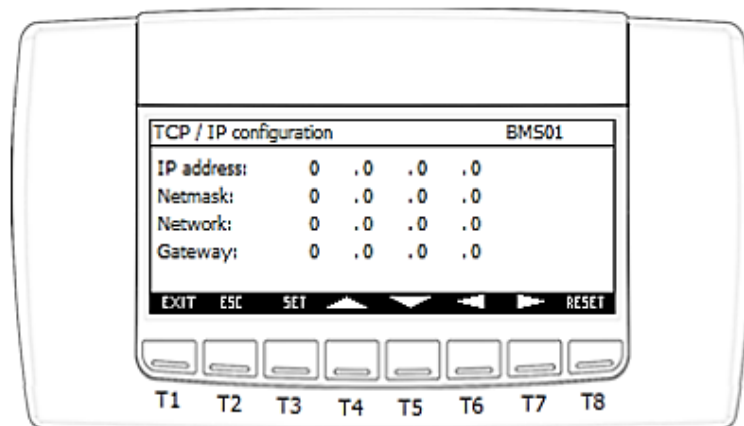 TCP / IP configuration BMS01
IP address: 0 .0 .0 .0
Netmask: 0 .0 .0 .0
Network: 0 .0 .0 .0
Gateway: 0 .0 .0 .0
EXIT ESC SET RESET
T1 T2 T3 T4 T5 T6 T7 T8